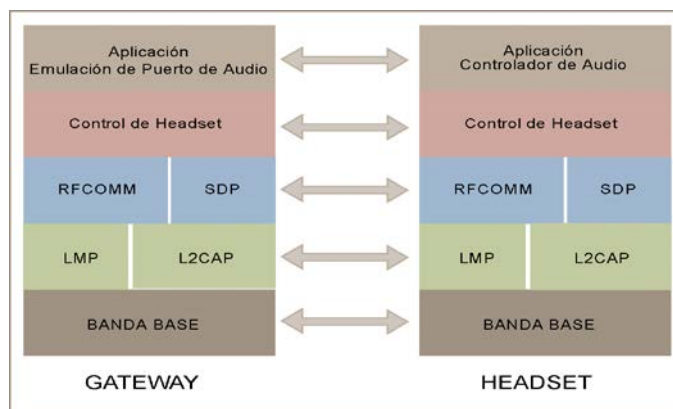 Aplicación
Emulación de Puerto de Audio
Aplicación
Controlador de Audio
Control de Headset
Control de Headset
RFCOMM
SDP
RFCOMM
SDP
LMP
L2CAP
LMP
L2CAP
BANDA BASE
BANDA BASE
GATEWAY
HEADSET